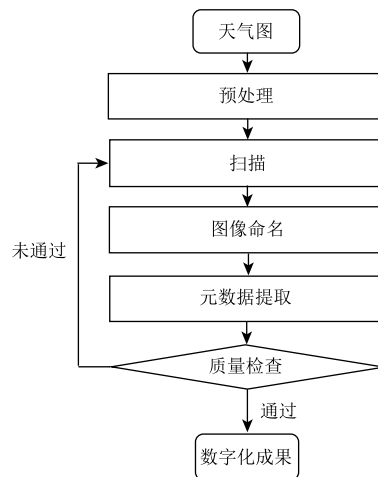 天气图
预处理
扫描
图像命名
未通过
元数据提取
质量检查
通过
数字化成果